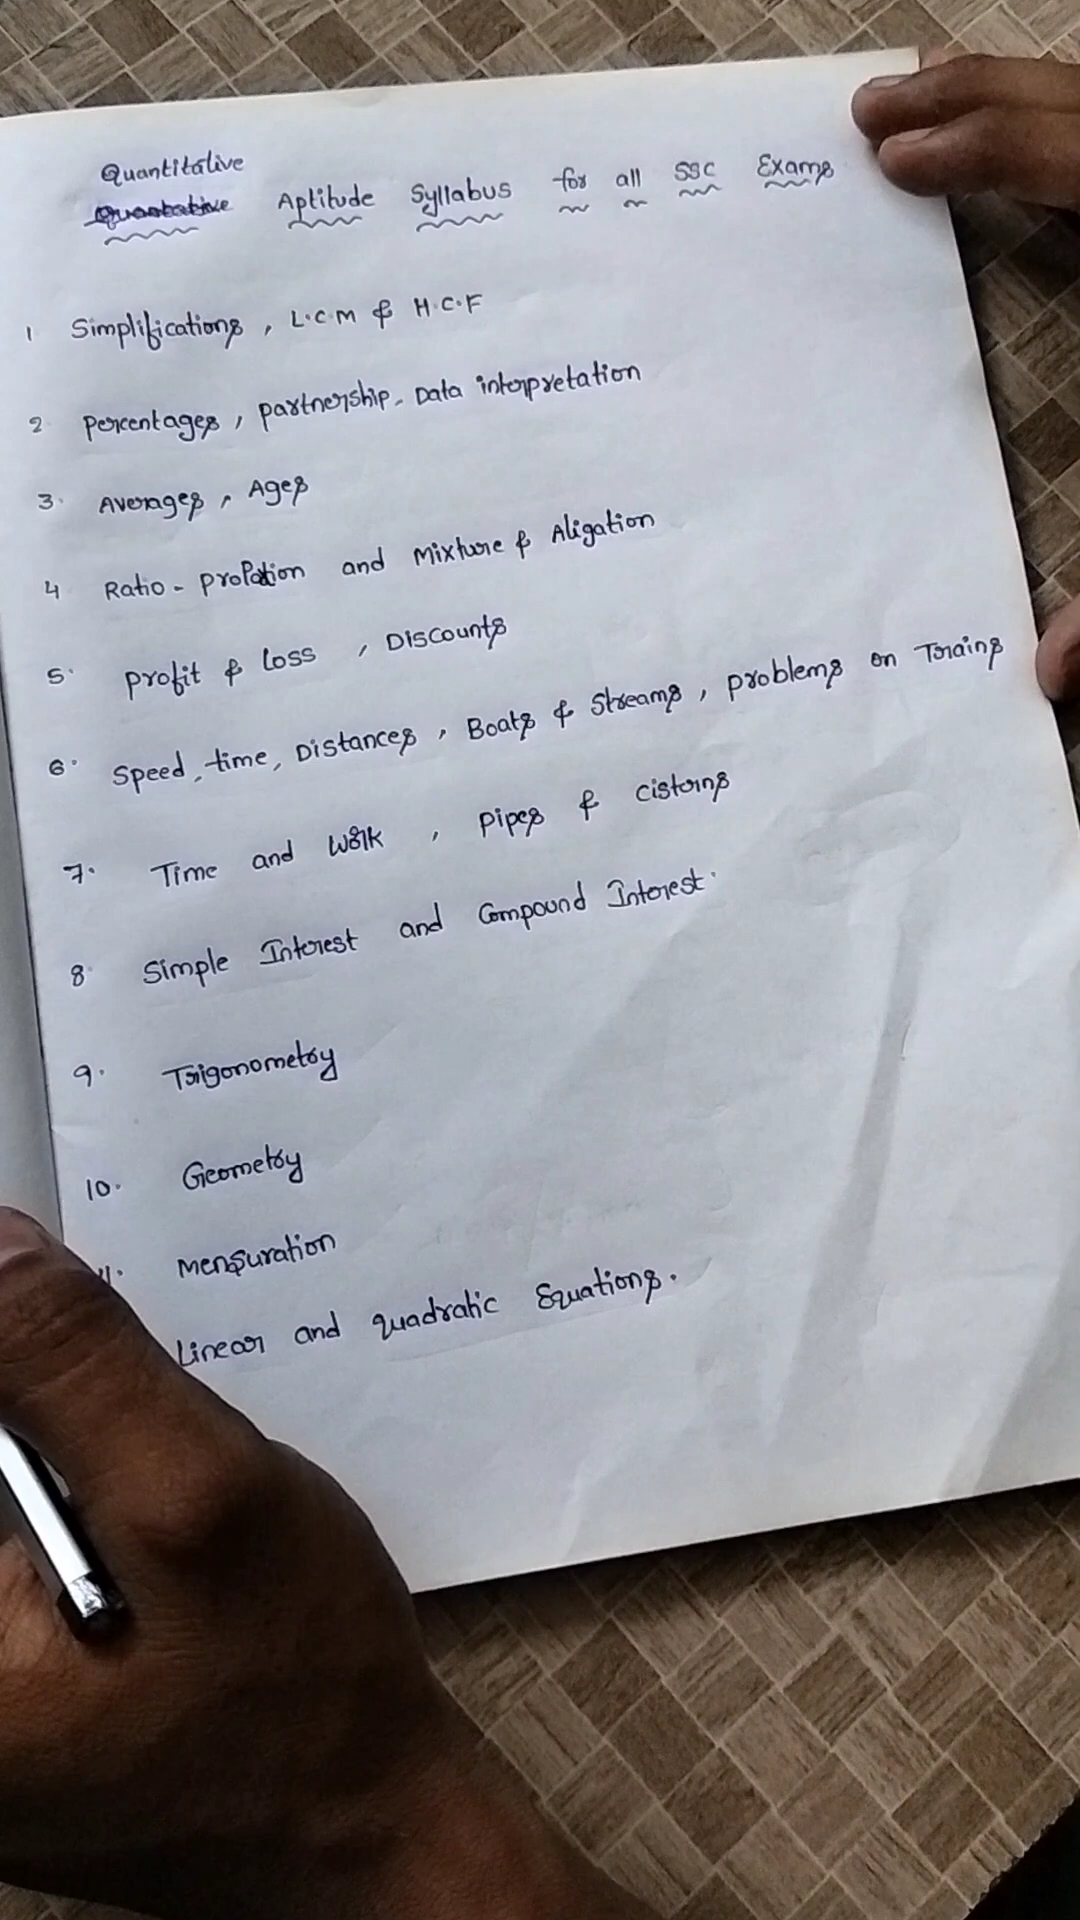 Quantitative
Quantative Aptitude Syllabus for all SSC Exams
1 Simplifications, L.C.M & H.C.F
2 Percentages, partnership, Data interpretation
3. Averages, Ages
4 Ratio - Proportion and Mixture & Aligation
5. Profit & Loss, Discounts
6. Speed, time, Distances, Boats & Streams, problems on Trains
7. Time and Work, Pipes & Cisterns
8. Simple Interest and Compound Interest.
9. Trigonometry
10. Geometry
11. Mensuration
Linear and quadratic Equations.